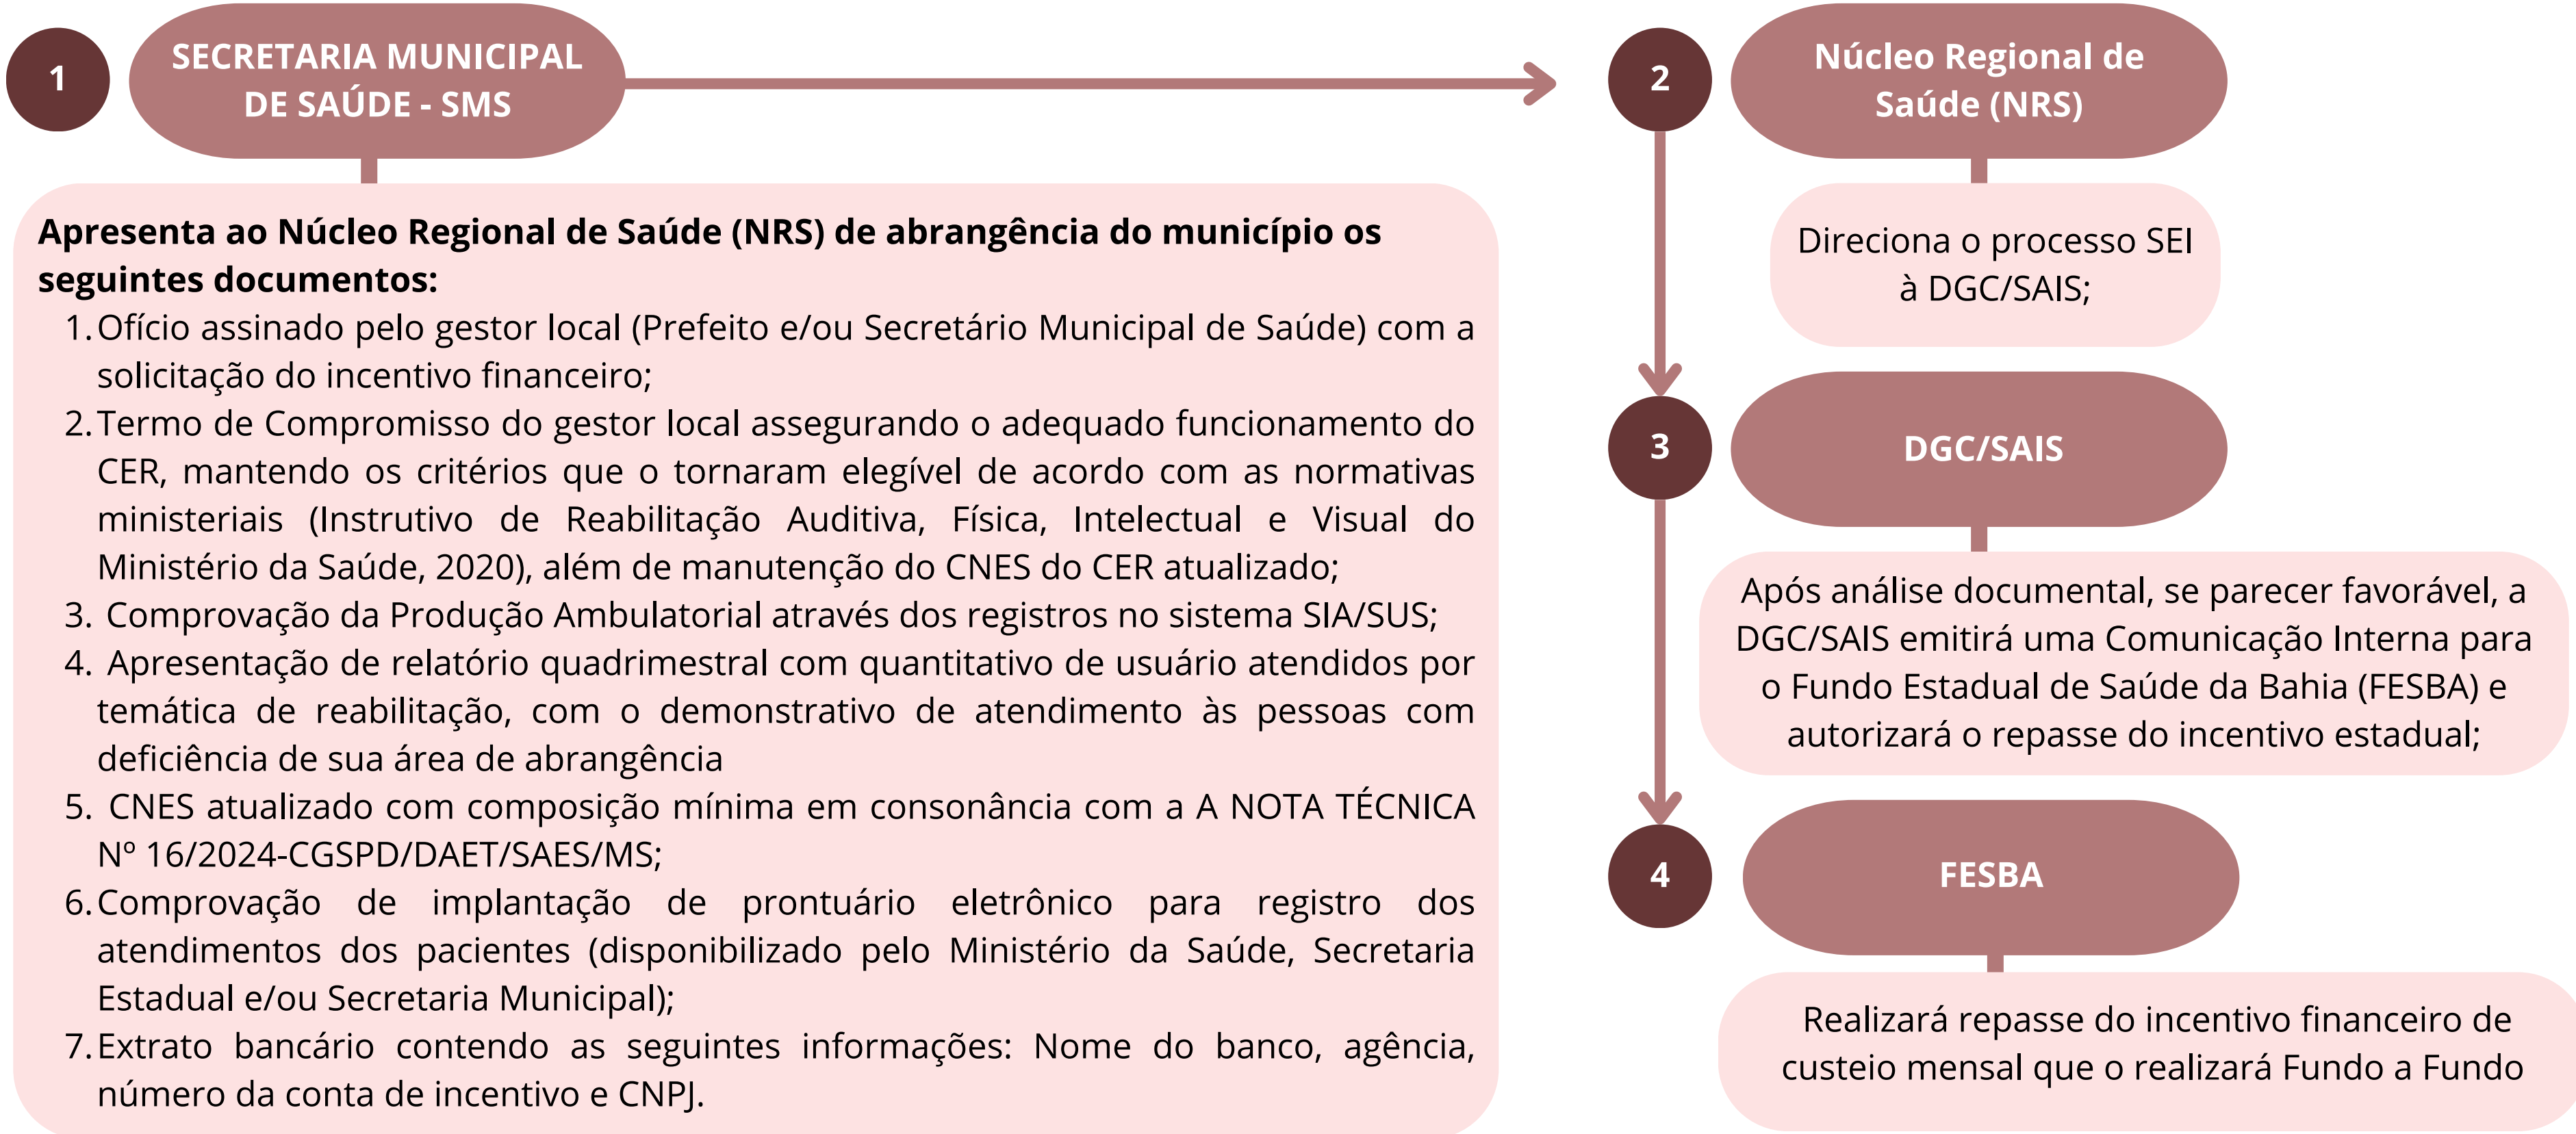 1
SECRETARIA MUNICIPAL
DE SAÚDE - SMS
Apresenta ao Núcleo Regional de Saúde (NRS) de abrangência do município os
seguintes documentos:
1. Ofício assinado pelo gestor local (Prefeito e/ou Secretário Municipal de Saúde) com a
solicitação do incentivo financeiro;
2. Termo de Compromisso do gestor local assegurando o adequado funcionamento do
CER, mantendo os critérios que o tornaram elegível de acordo com as normativas
ministeriais (Instrutivo de Reabilitação Auditiva, Física, Intelectual e Visual do
Ministério da Saúde, 2020), além de manutenção do CNES do CER atualizado;
3. Comprovação da Produção Ambulatorial através dos registros no sistema SIA/SUS;
4. Apresentação de relatório quadrimestral com quantitativo de usuário atendidos por
temática de reabilitação, com o demonstrativo de atendimento às pessoas com
deficiência de sua área de abrangência
5. CNES atualizado com composição mínima em consonância com a A NOTA TÉCNICA
Nº 16/2024-CGSPD/DAET/SAES/MS;
6. Comprovação de implantação de prontuário eletrônico para registro dos
atendimentos dos pacientes (disponibilizado pelo Ministério da Saúde, Secretaria
Estadual e/ou Secretaria Municipal);
7. Extrato bancário contendo as seguintes informações: Nome do banco, agência,
número da conta de incentivo e CNPJ.
2
Núcleo Regional de
Saúde (NRS)
Direciona o processo SEI
à DGC/SAIS;
3
DGC/SAIS
Após análise documental, se parecer favorável, a
DGC/SAIS emitirá uma Comunicação Interna para
o Fundo Estadual de Saúde da Bahia (FESBA) e
autorizará o repasse do incentivo estadual;
4
FESBA
Realizará repasse do incentivo financeiro de
custeio mensal que o realizará Fundo a Fundo